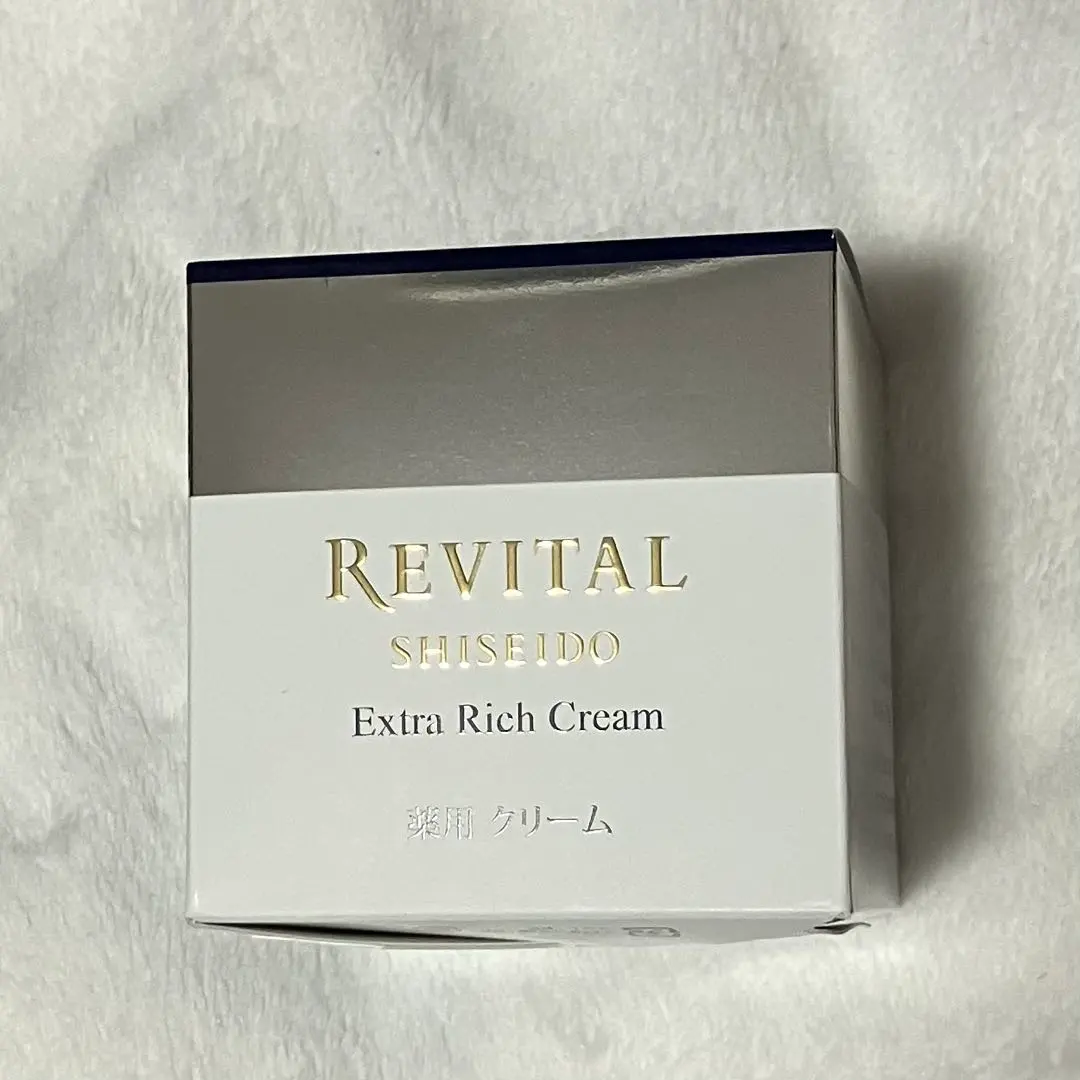 REVITAL
SHISEIDO
Extra Rich Cream
薬用 クリーム